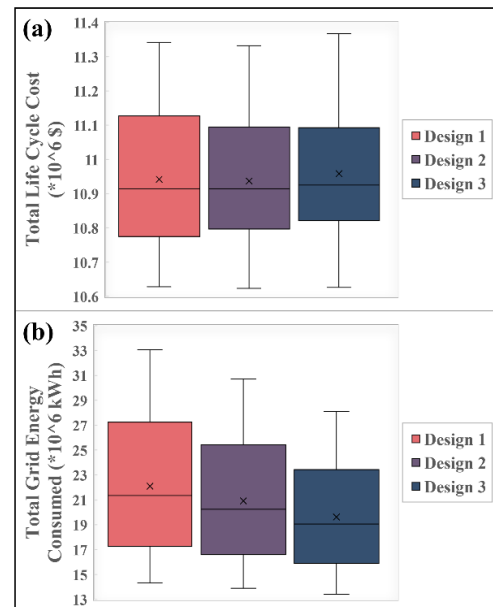 (a)
Total Life Cycle Cost
(*10^6 $)
11.4
11.3
11.2
11.1
11
10.9
10.8
10.7
10.6
Design 1
Design 2
Design 3
(b)
Total Grid Energy
Consumed (*10^6 kWh)
35
33
31
29
27
25
23
21
19
17
15
13
Design 1
Design 2
Design 3